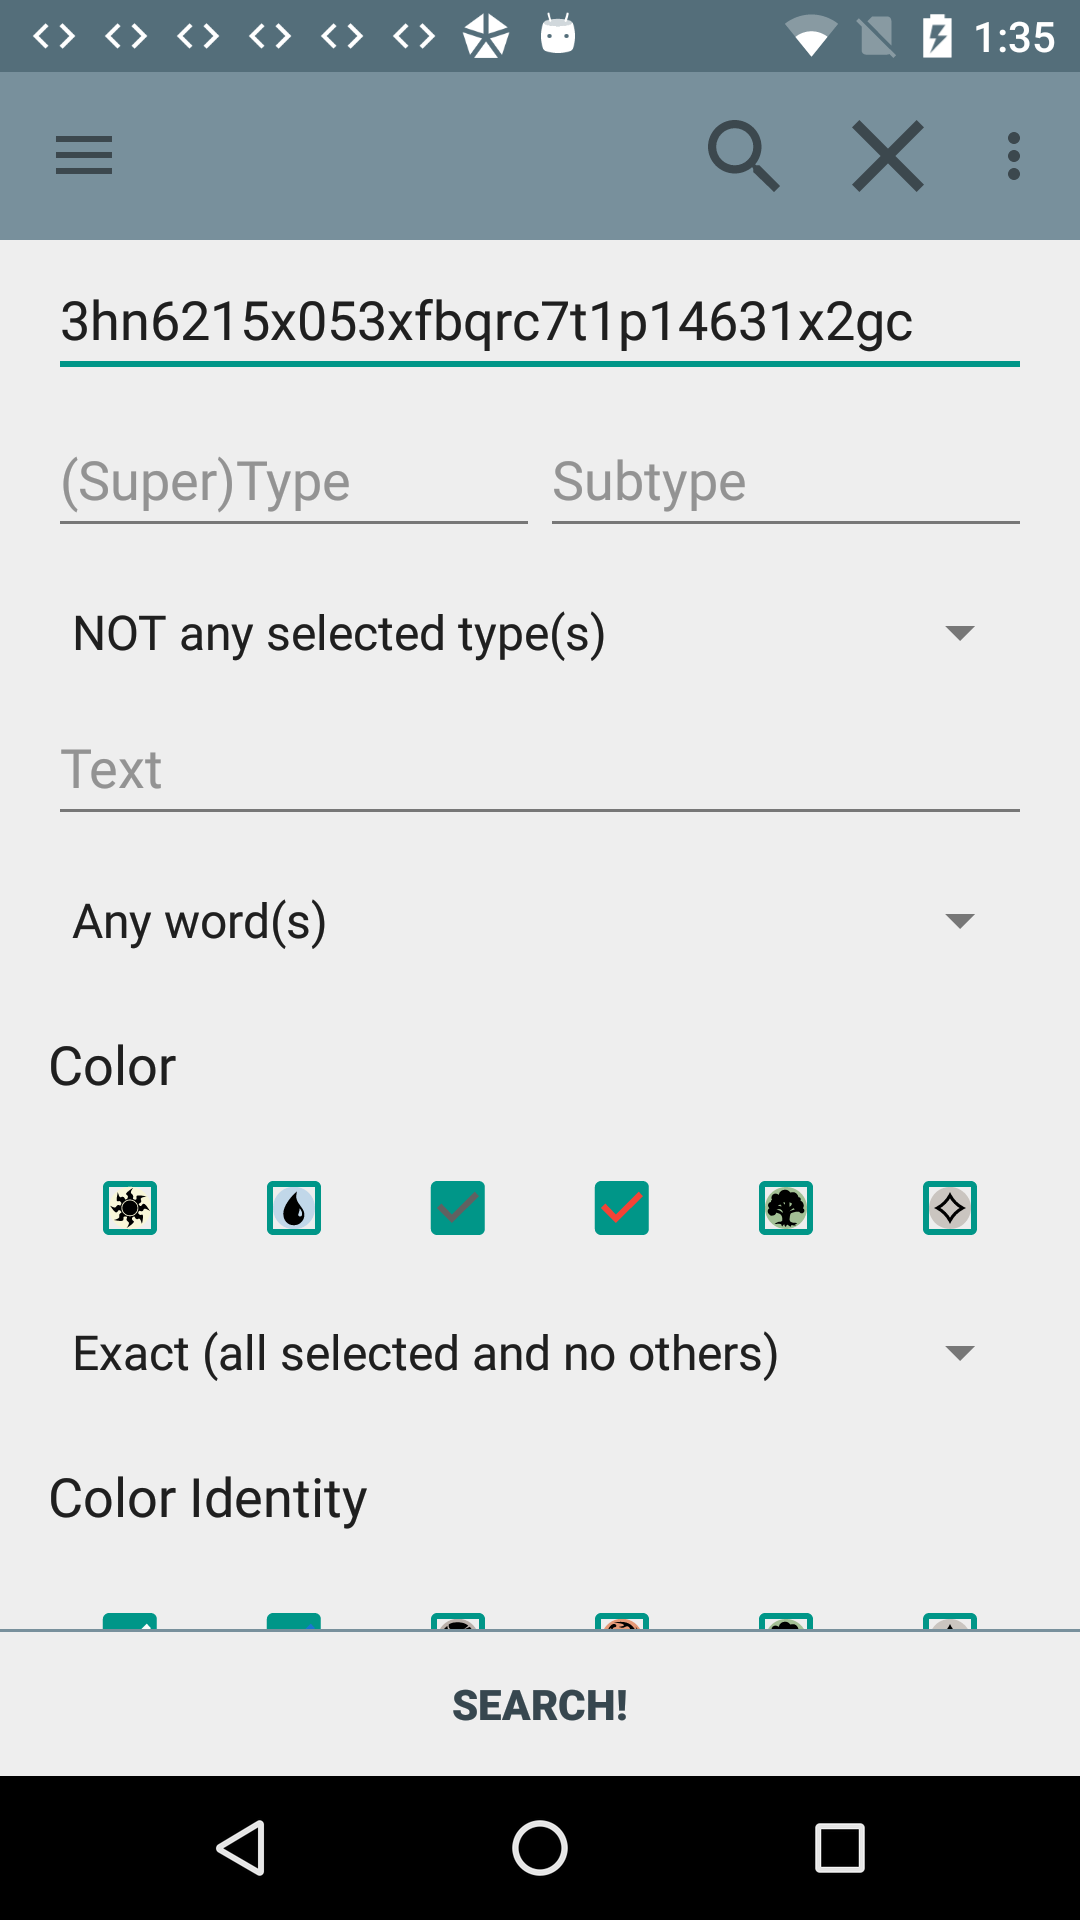 1:35
3hn6215x053xfbqrc7t1p14631x2gc
(Super)Type Subtype
NOT any selected type(s)
Text
Any word(s)
Color
Exact (all selected and no others)
Color Identity
SEARCH!